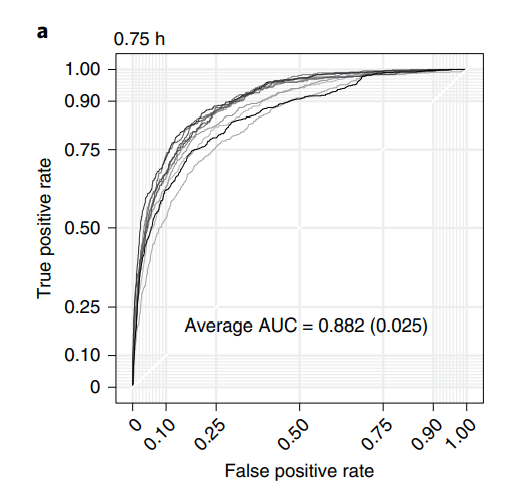 a
0.75 h
1.00
0.90
0.75
0.50
0.25
0.10
0
True positive rate
Average AUC = 0.882 (0.025)
0 0.10 0.25 0.50 0.75 0.90 1.00
False positive rate